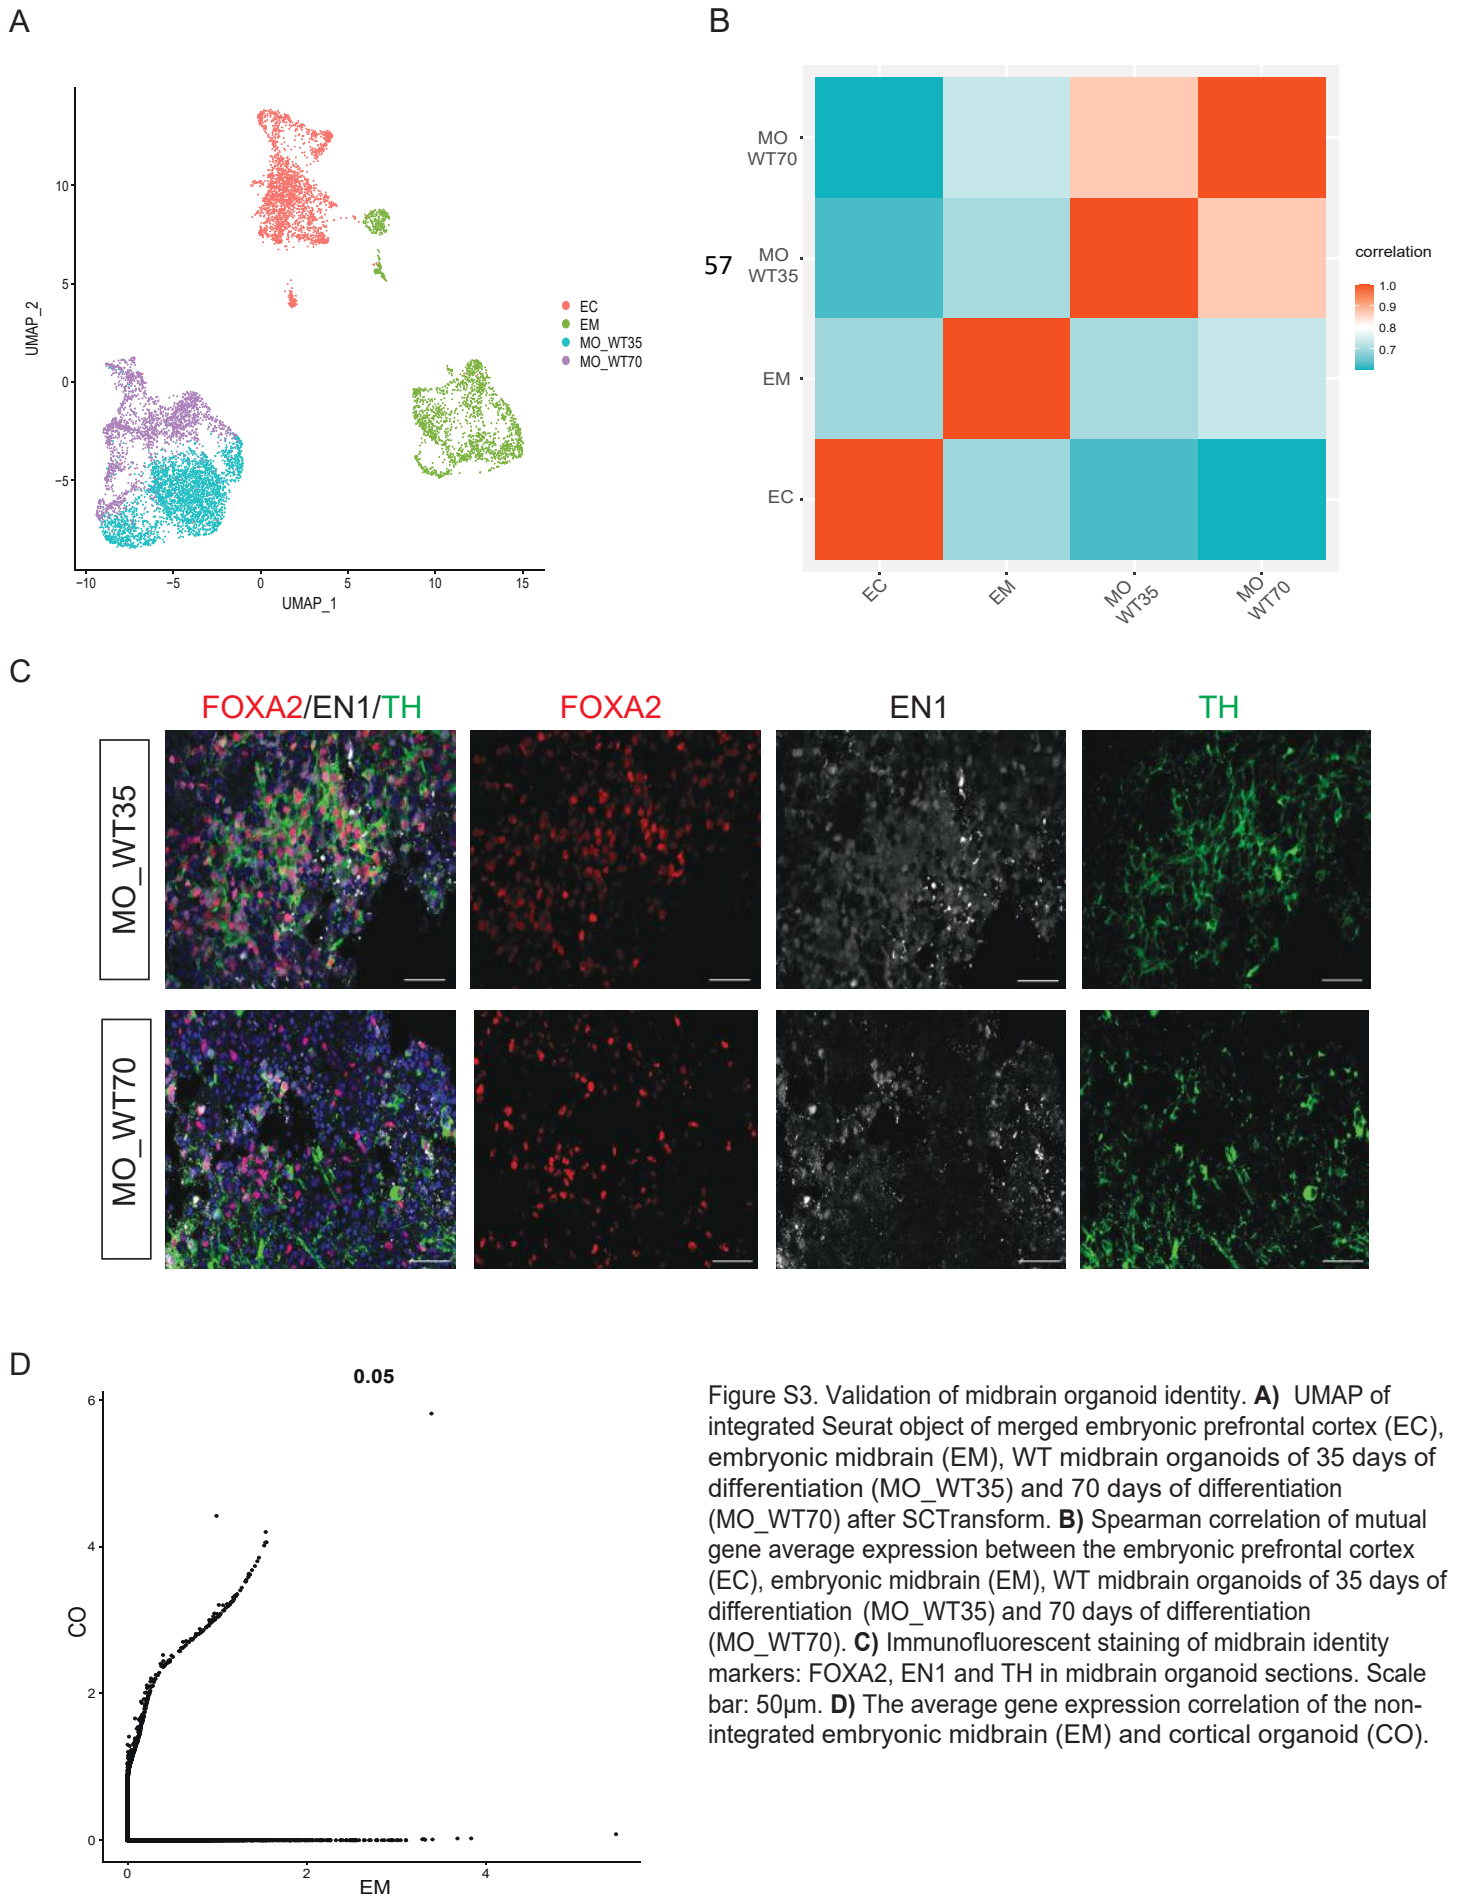 A
UMAP_2
10
5
0
−5
−10
−5
0
5
10
15
UMAP_1
EC
EM
MO_WT35
MO_WT70
B
MO
WT70
57
MO
WT35
EM
EC
EC
EM
MO
WT35
MO
WT70
correlation
1.0
0.9
0.8
0.7
C
FOXA2/EN1/TH
FOXA2
EN1
TH
MO_WT35
MO_WT70
D
0.05
CO
6
4
2
0
0
2
4
EM
Figure S3. Validation of midbrain organoid identity. A) UMAP of
integrated Seurat object of merged embryonic prefrontal cortex (EC),
embryonic midbrain (EM), WT midbrain organoids of 35 days of
differentiation (MO_WT35) and 70 days of differentiation
(MO_WT70) after SCTransform. B) Spearman correlation of mutual
gene average expression between the embryonic prefrontal cortex
(EC), embryonic midbrain (EM), WT midbrain organoids of 35 days of
differentiation (MO_WT35) and 70 days of differentiation
(MO_WT70). C) Immunofluorescent staining of midbrain identity
markers: FOXA2, EN1 and TH in midbrain organoid sections. Scale
bar: 50µm. D) The average gene expression correlation of the non-
integrated embryonic midbrain (EM) and cortical organoid (CO).